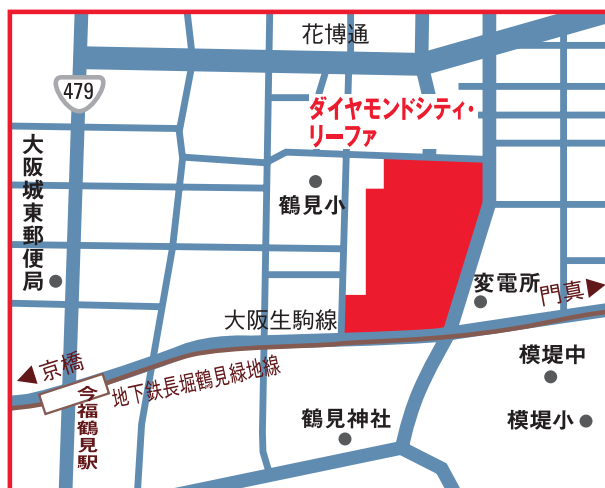 花博通
479
ダイヤモンドシティ・
リーファ
大阪城東郵便局
鶴見小
変電所
門真
大阪生駒線
京橋
地下鉄長堀鶴見緑地線
今福鶴見駅
模堤中
模堤小
鶴見神社